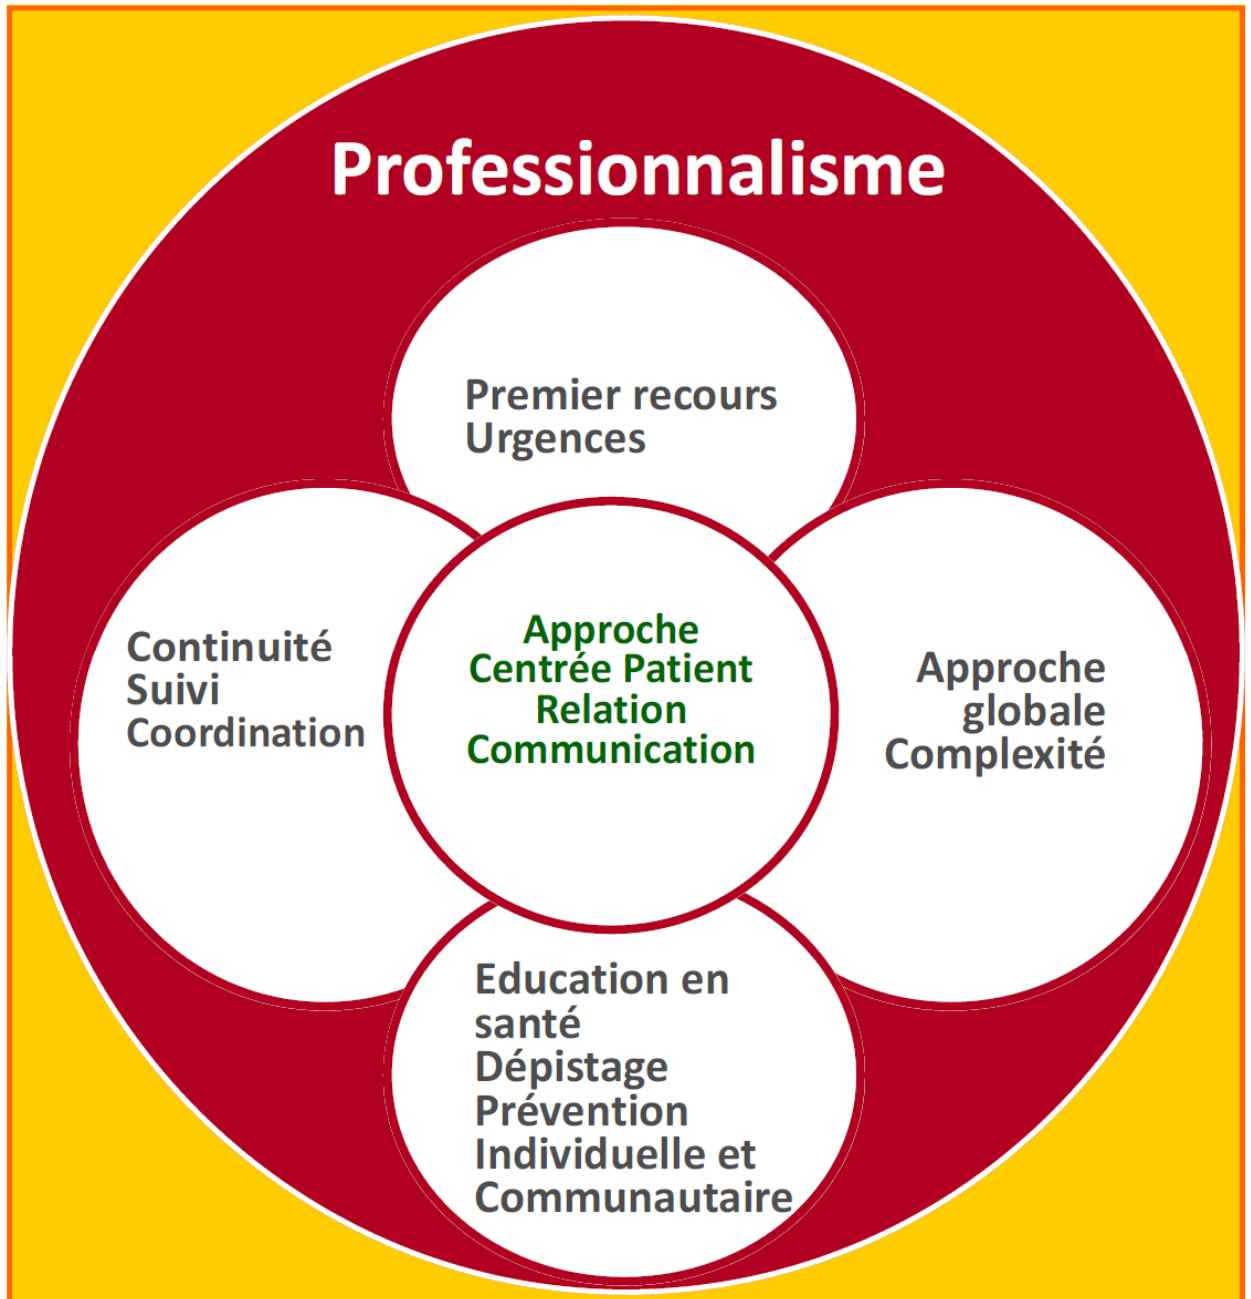 Professionnalisme
Premier recours
Urgences
Continuité
Suivi
Coordination
Approche
Centrée Patient
Relation
Communication
Approche
globale
Complexité
Education en
santé
Dépistage
Prévention
Individuelle et
Communautaire